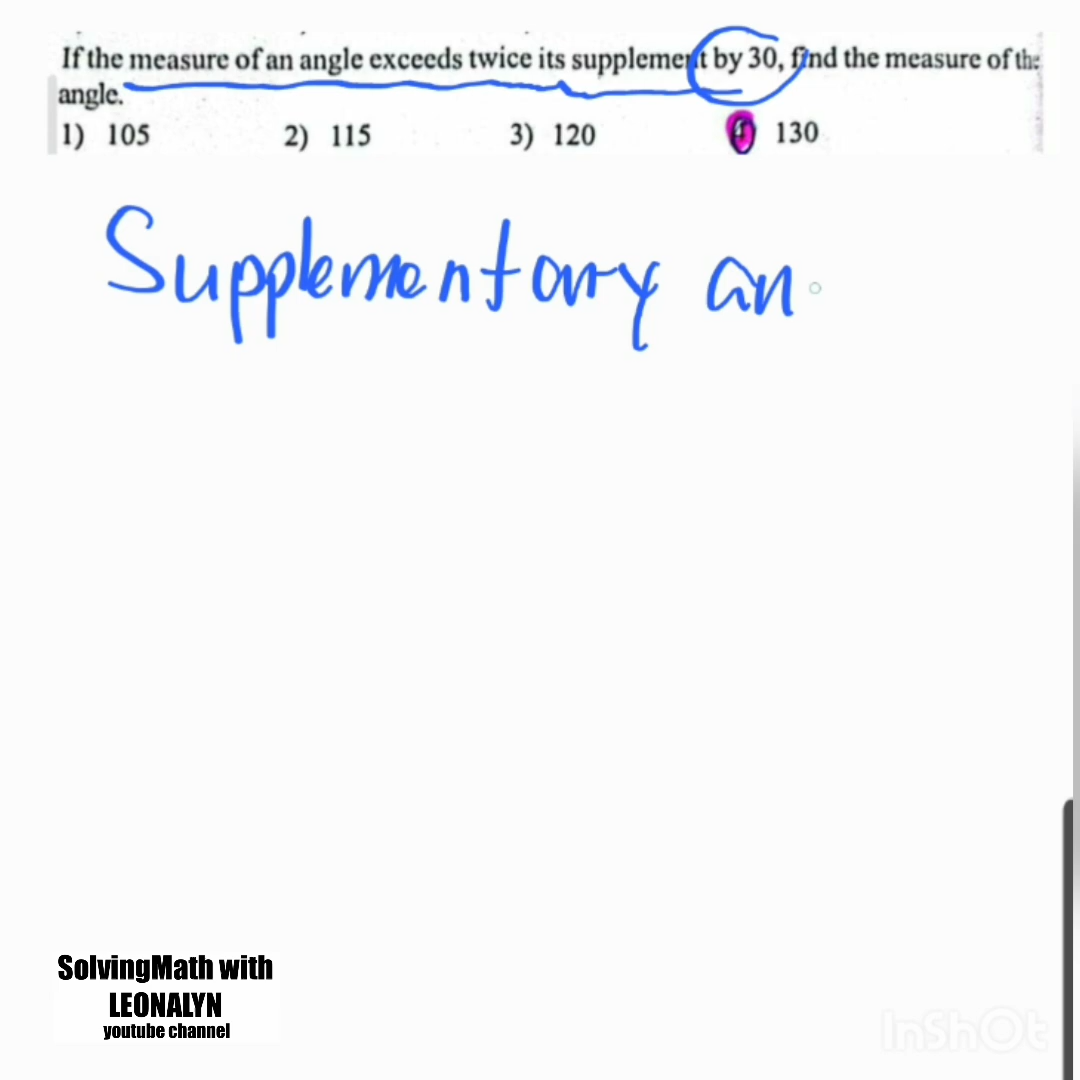 If the measure of an angle exceeds twice its supplement by 30, find the measure of the
angle.
1) 105 2) 115 3) 120 4) 130
Supplementary an
SolvingMath with
LEONALYN
youtube channel
InShOt